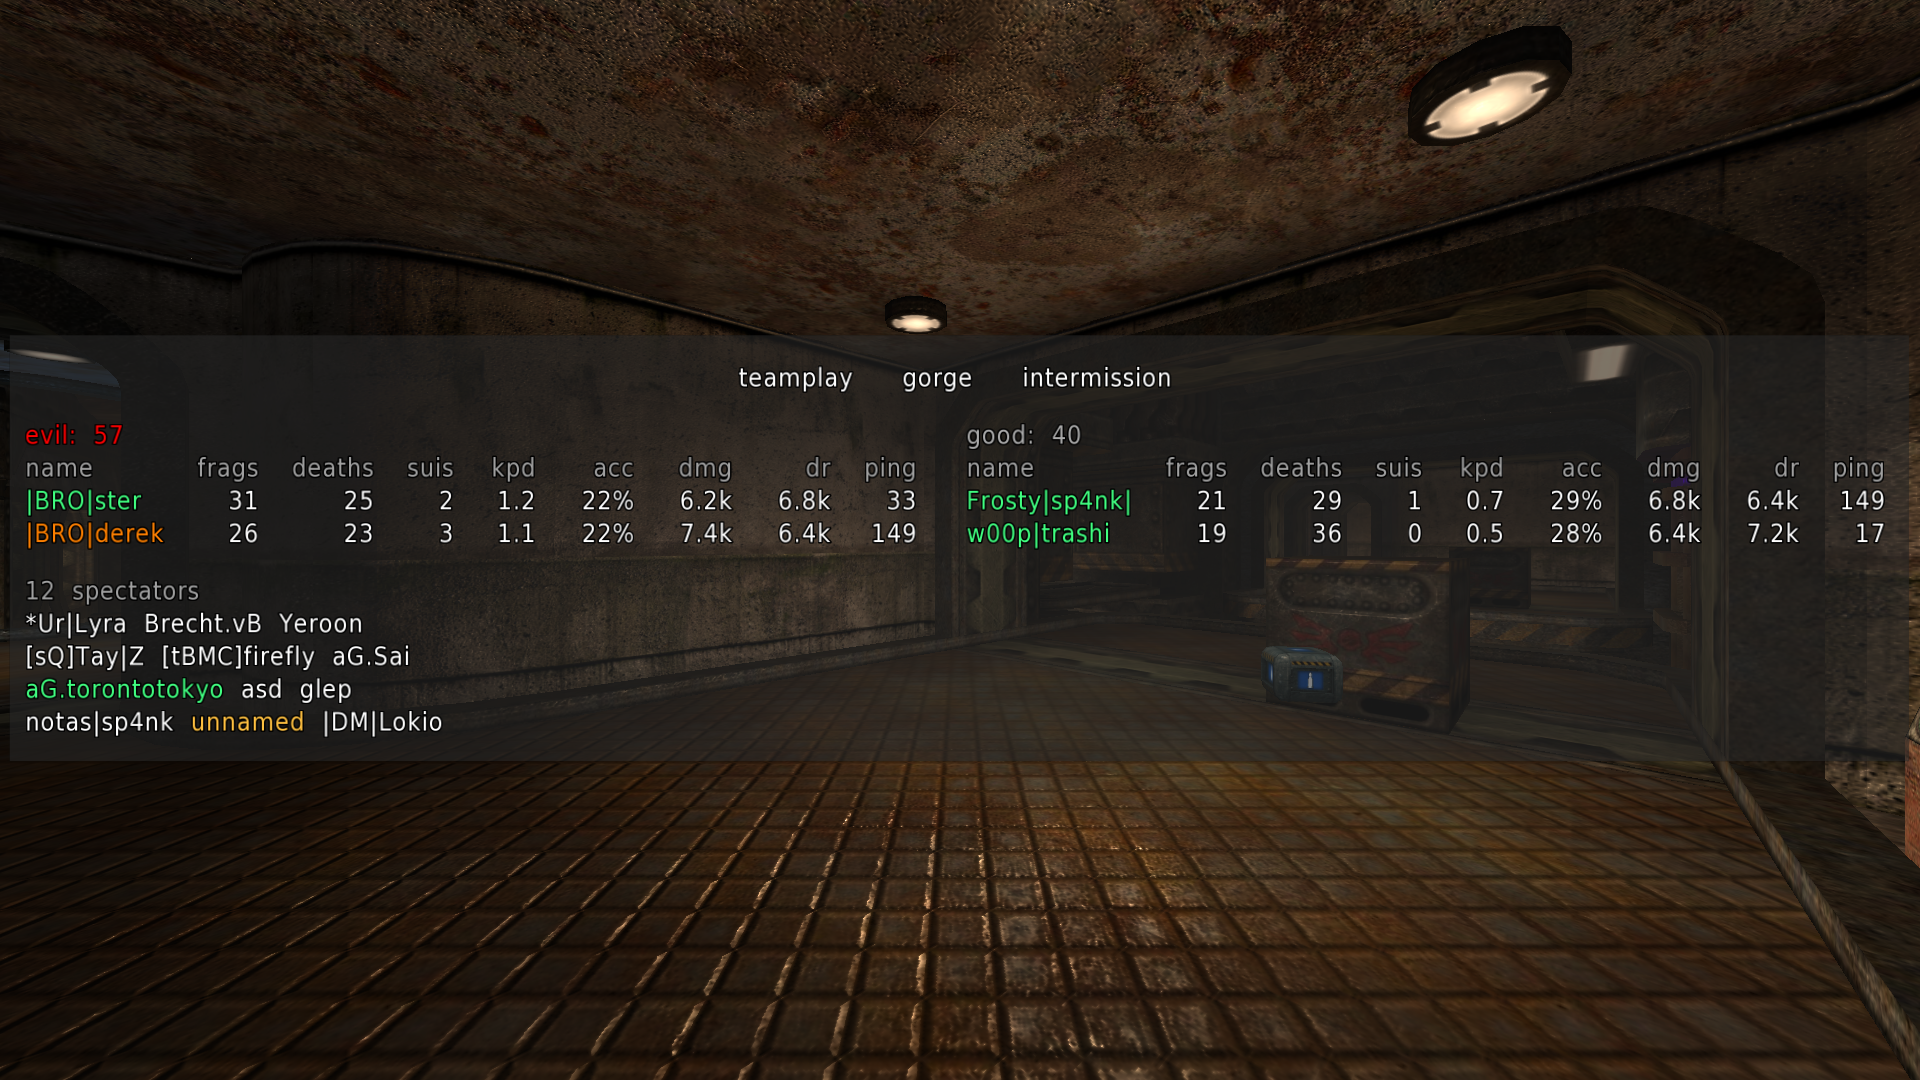 teamplay gorge intermission
evil: 57
name frags deaths suis kpd acc dmg dr ping
|BRO|ster 31 25 2 1.2 22% 6.2k 6.8k 33
|BRO|derek 26 23 3 1.1 22% 7.4k 6.4k 149
good: 40
name frags deaths suis kpd acc dmg dr ping
Frosty|sp4nk| 21 29 1 0.7 29% 6.8k 6.4k 149
w00p|trashi 19 36 0 0.5 28% 6.4k 7.2k 17
12 spectators
*Ur|Lyra Brecht.vB Yeroon
[sQ]Tay|Z [tBMC]firefly aG.Sai
aG.torontotokyo asd glep
notas|sp4nk unnamed |DM|Lokio